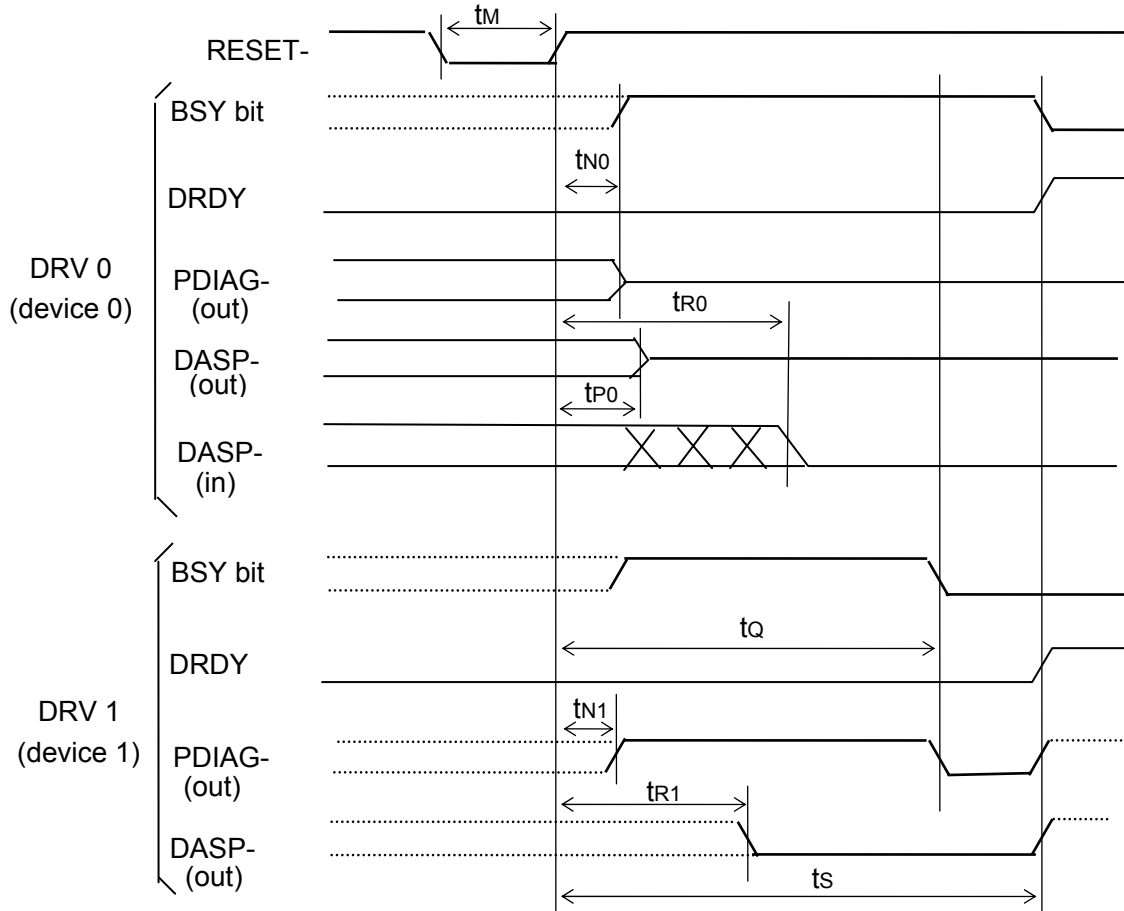 tM
RESET-
BSY bit
tN0
DRDY
DRV 0
(device 0)
PDIAG-
(out)
tR0
DASP-
(out)
tP0
DASP-
(in)
BSY bit
tQ
DRDY
DRV 1
(device 1)
tN1
PDIAG-
(out)
tR1
DASP-
(out)
tS